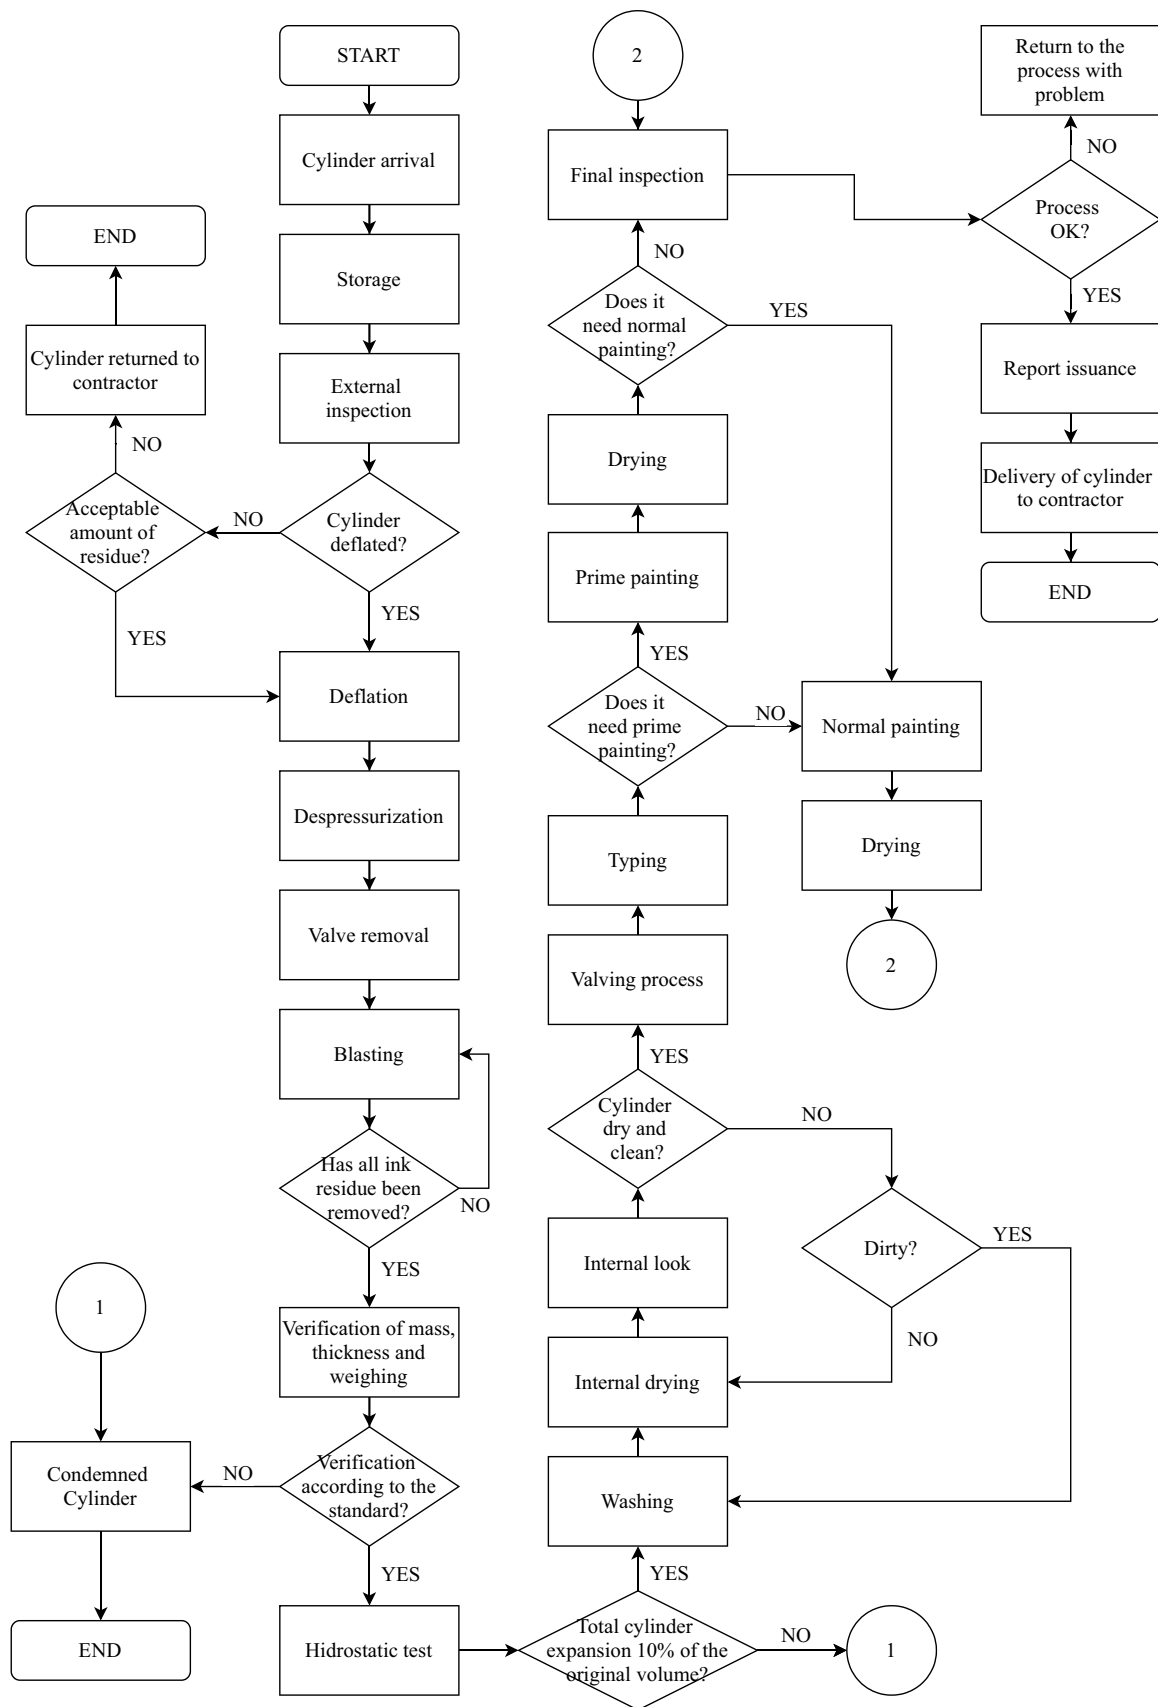 START
Cylinder arrival
Storage
External
inspection
Cylinder
deflated?
NO
YES
Acceptable
amount of
residue?
NO
YES
Cylinder returned to
contractor
END
Deflation
Despressurization
Valve removal
Blasting
Has all ink
residue been
removed?
NO
YES
Verification of mass,
thickness and
weighing
Verification
according to the
standard?
NO
YES
1
Condemned
Cylinder
END
Hidrostatic test
Total cylinder
expansion 10% of the
original volume?
NO
1
YES
Washing
Internal drying
Internal look
Cylinder
dry and
clean?
NO
Dirty?
YES
NO
YES
Valving process
Typing
Does it
need prime
painting?
NO
YES
Prime painting
Drying
Does it
need normal
painting?
YES
NO
Normal painting
Drying
2
2
Final inspection
Process
OK?
NO
Return to the
process with
problem
YES
Report issuance
Delivery of cylinder
to contractor
END